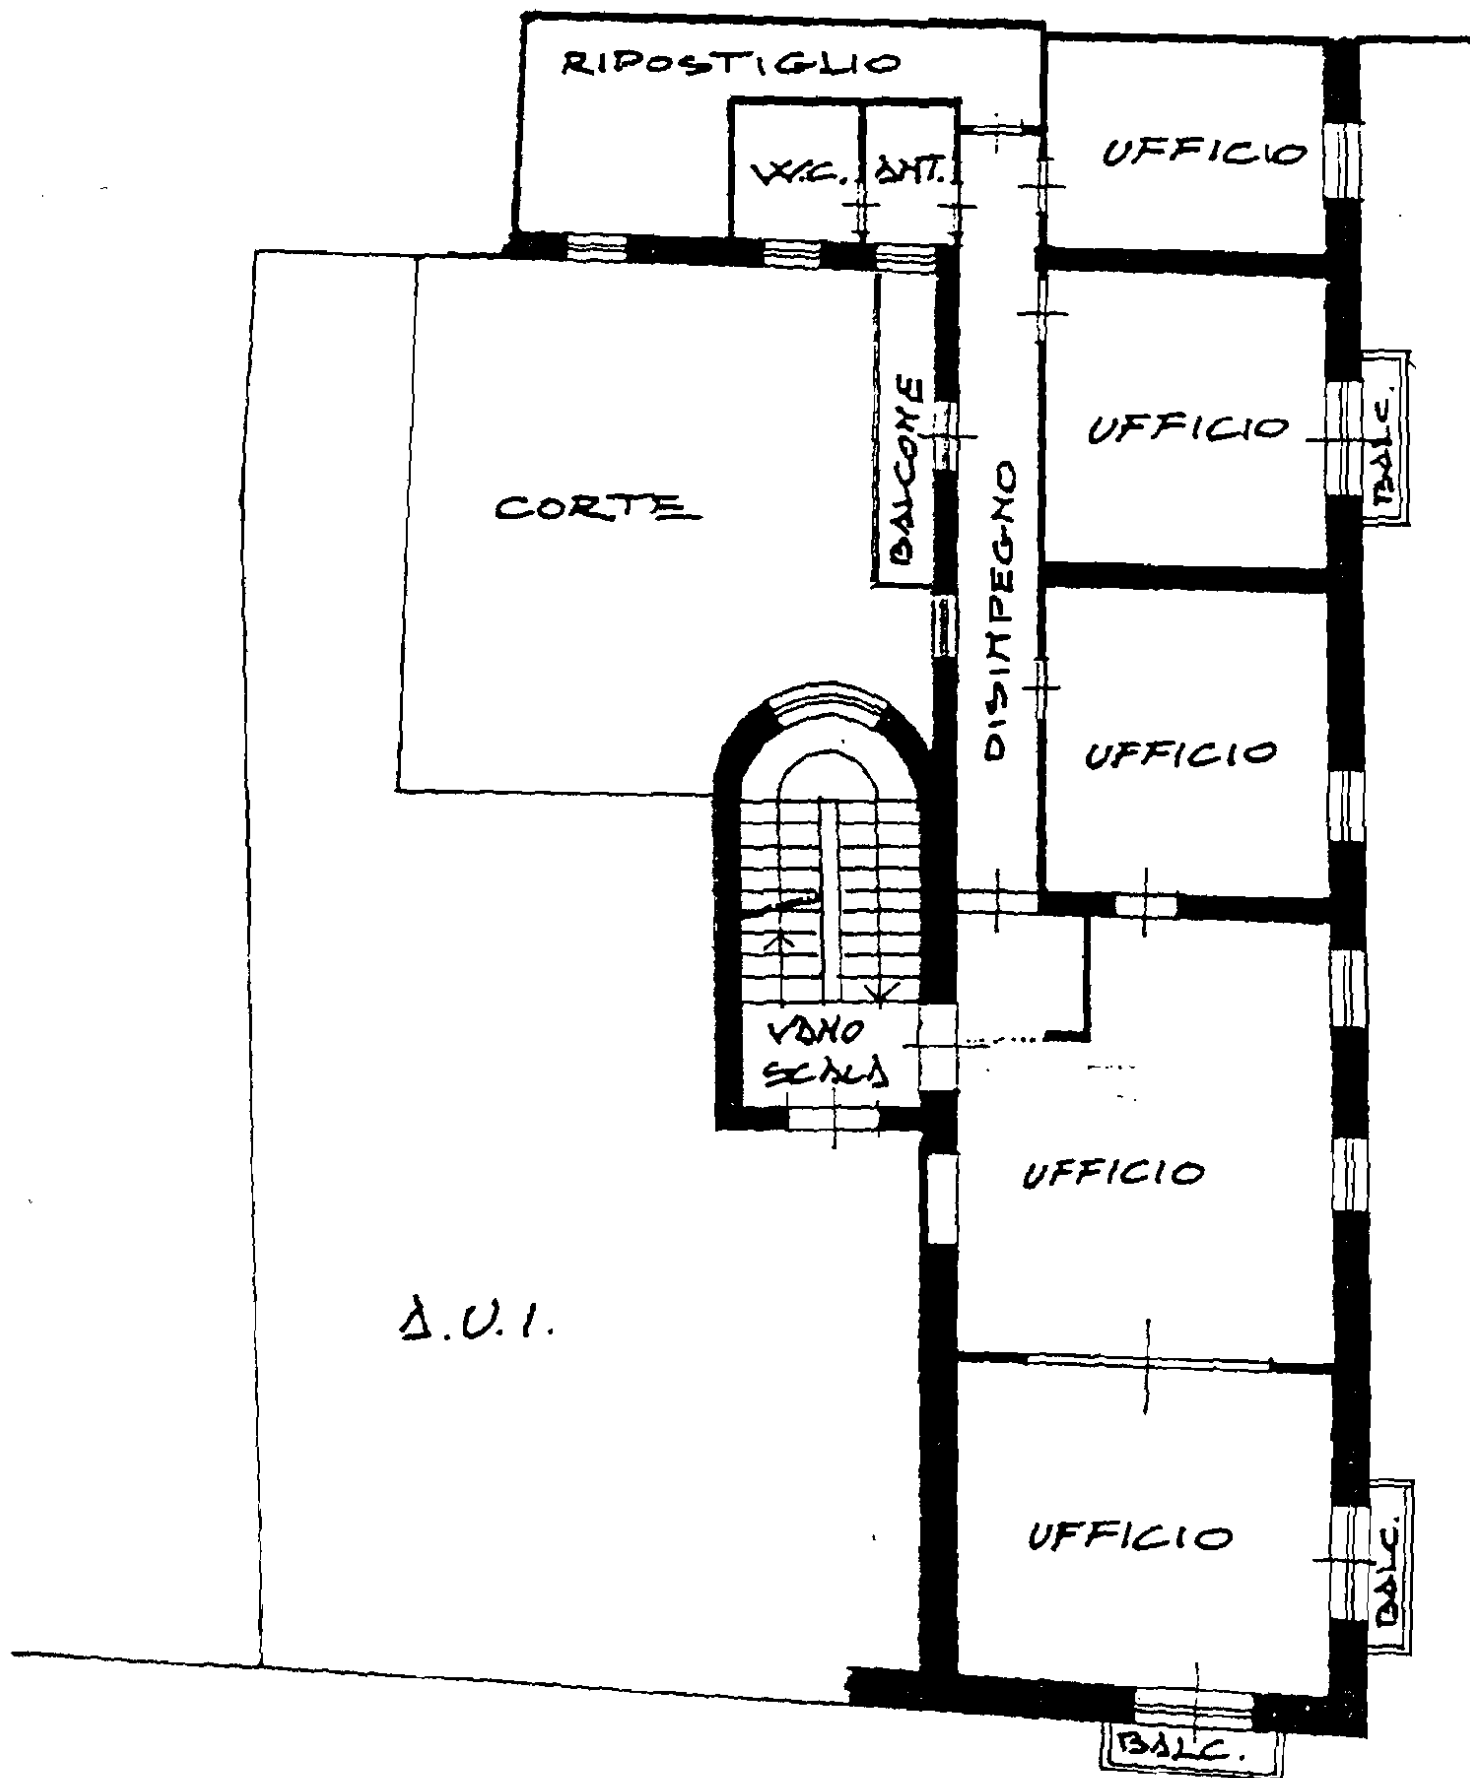 RIPOSTIGLIO
W.C.
ANT.
UFFICIO
UFFICIO
BALC.
BALCONE
CORTE
DISIMPEGNO
UFFICIO
VANO
SCALA
UFFICIO
A.U.I.
UFFICIO
BALC.
BALC.